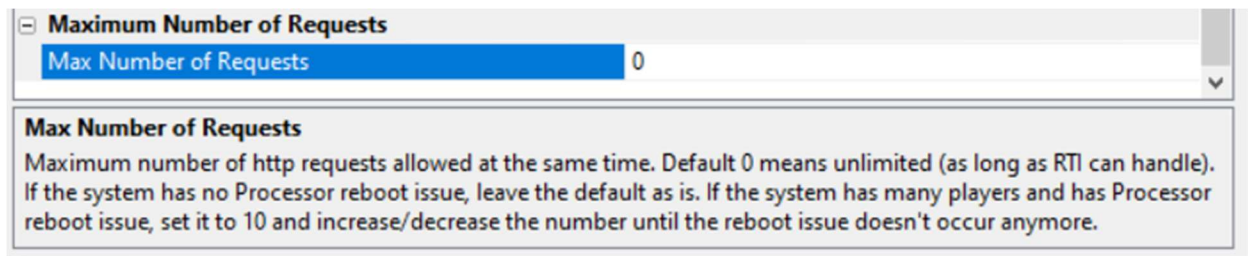 Maximum Number of Requests
Max Number of Requests 0
Max Number of Requests
Maximum number of http requests allowed at the same time. Default 0 means unlimited (as long as RTI can handle).
If the system has no Processor reboot issue, leave the default as is. If the system has many players and has Processor
reboot issue, set it to 10 and increase/decrease the number until the reboot issue doesn't occur anymore.